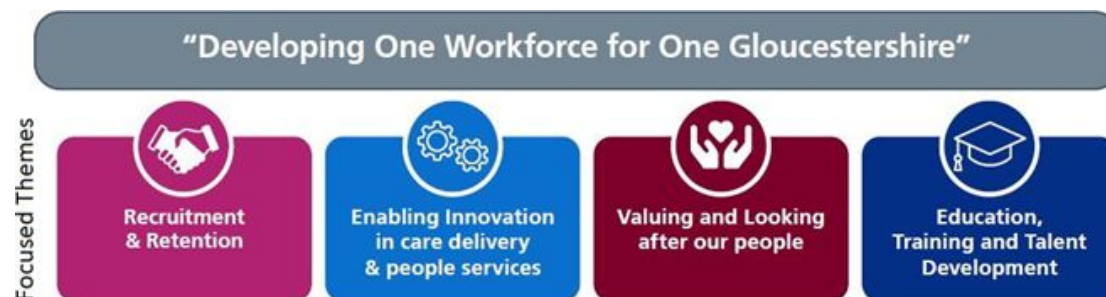 “Developing One Workforce for One Gloucestershire”
Focused Themes
Recruitment
& Retention
Enabling Innovation
in care delivery
& people services
Valuing and Looking
after our people
Education,
Training and Talent
Development